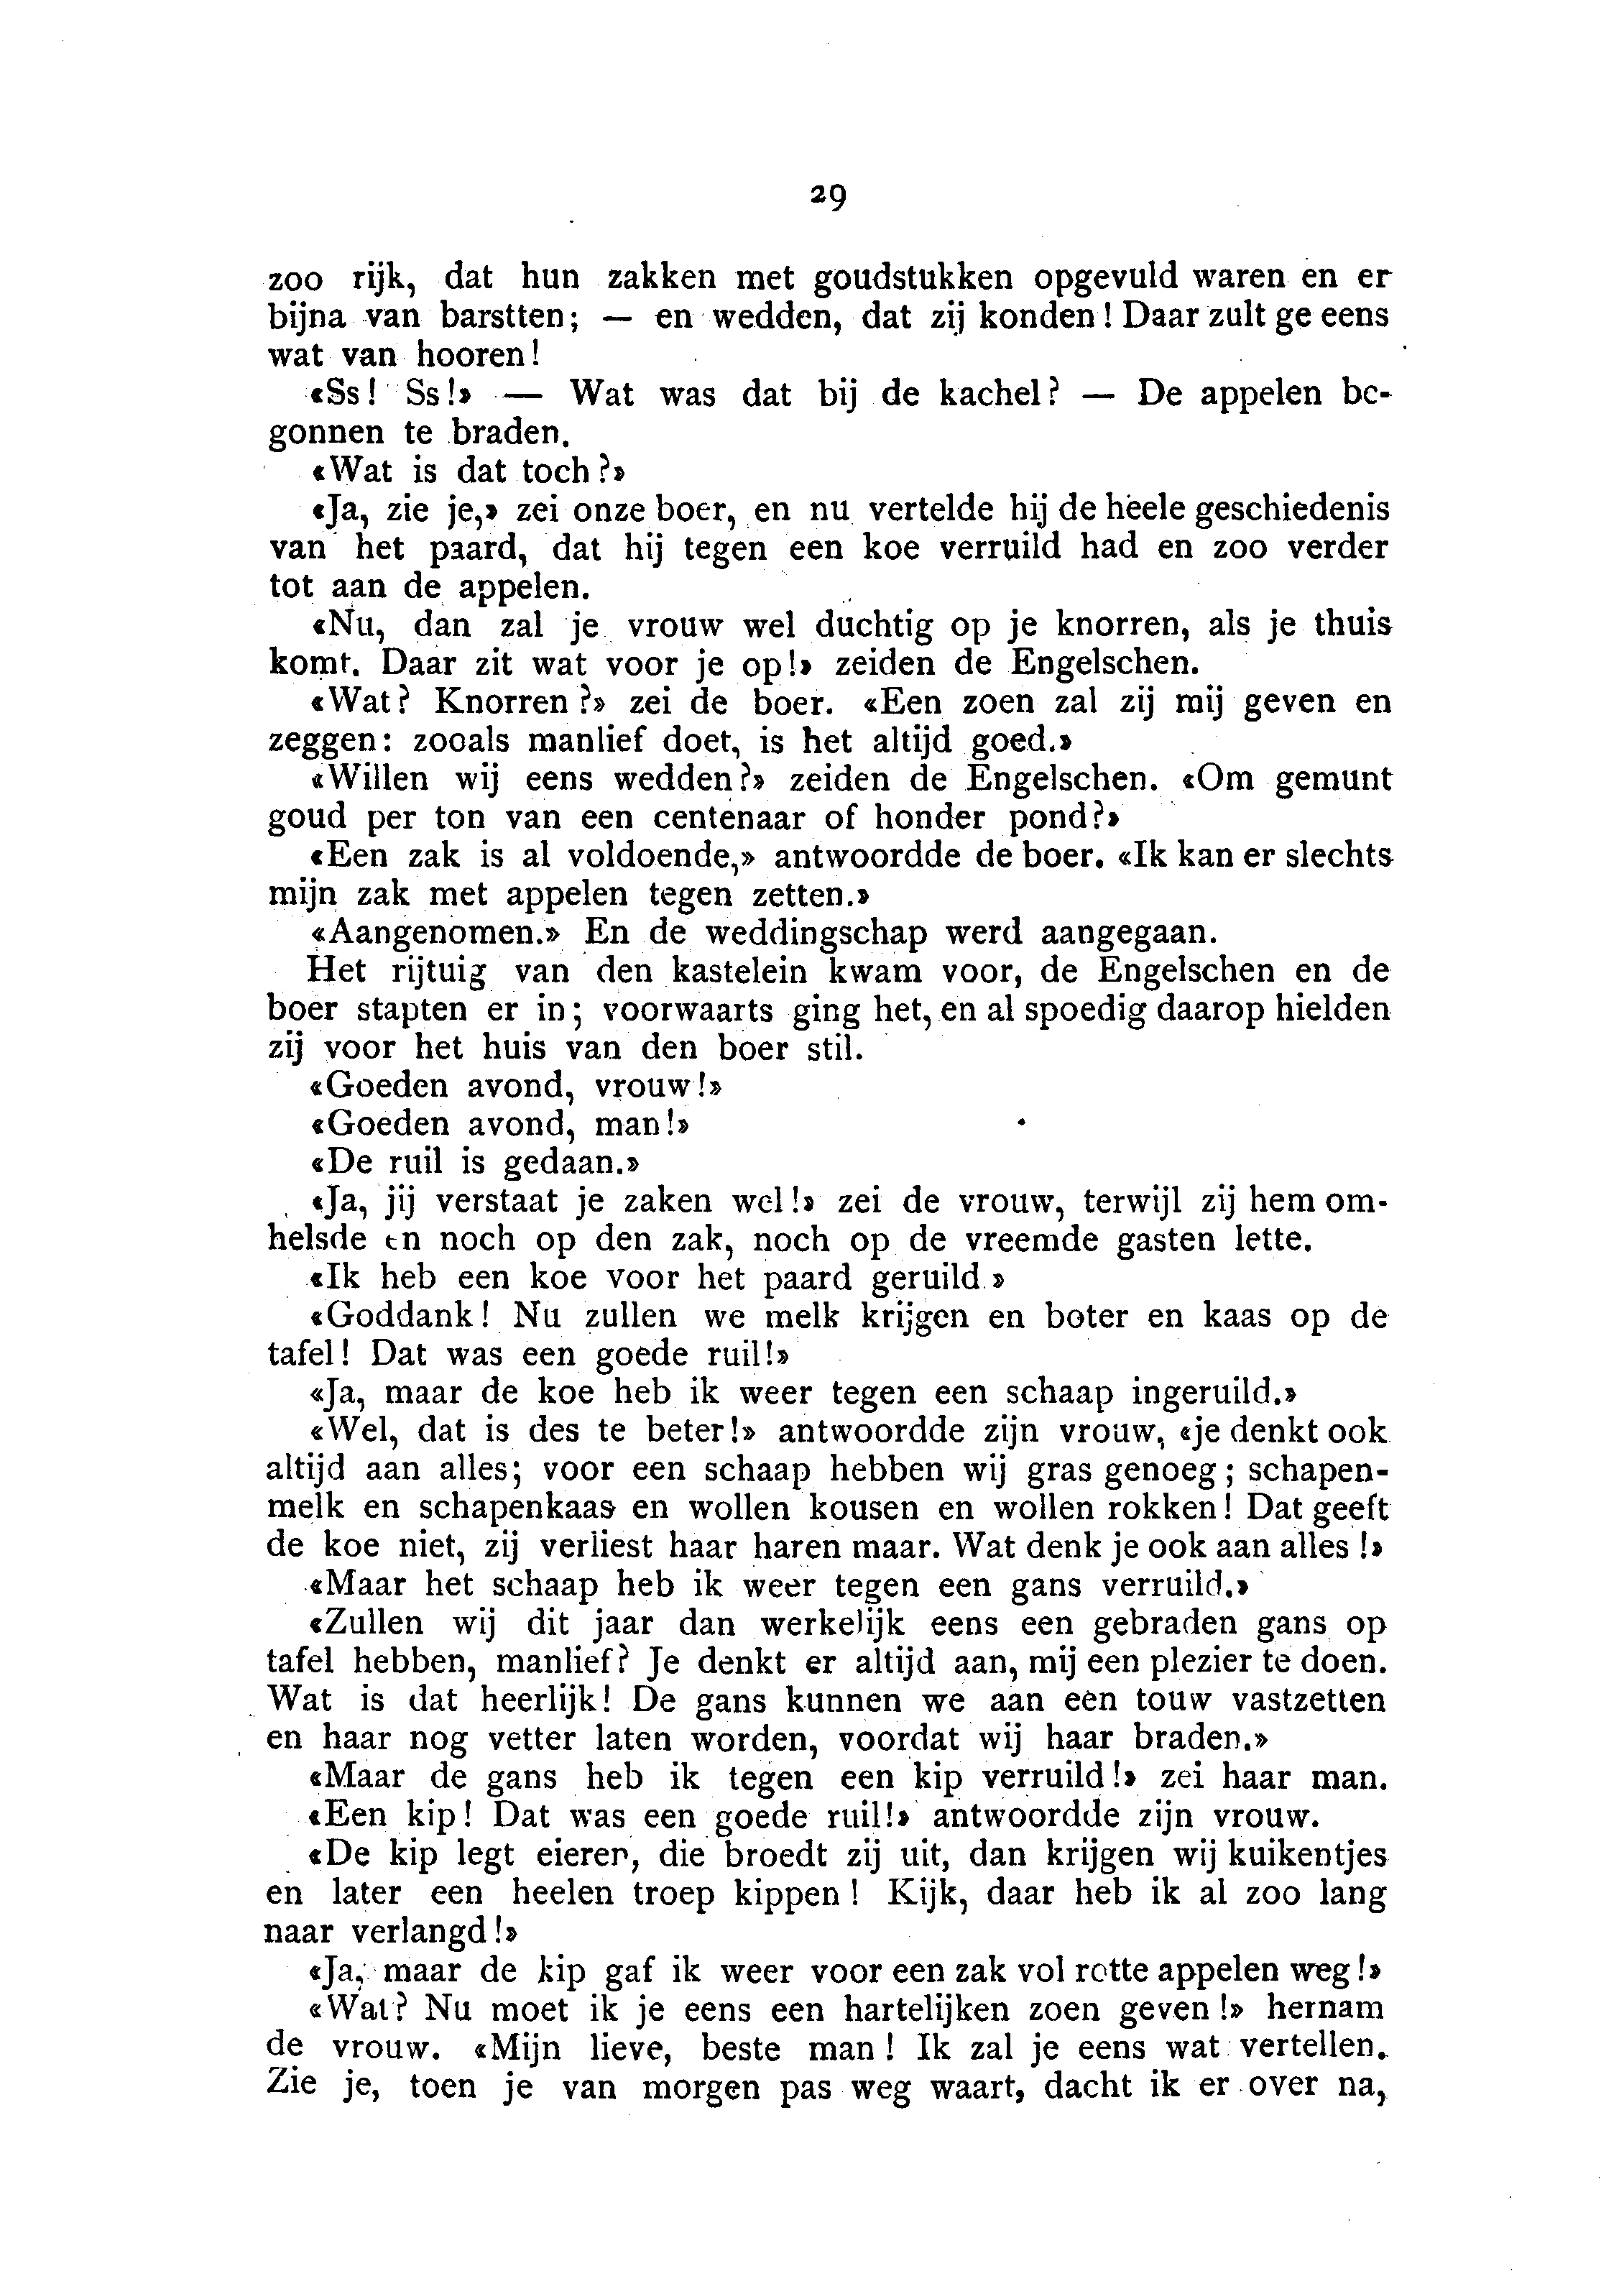 29
zoo rijk, dat hun zakken met goudstukken opgevuld waren en er
bijna van barstten; — en wedden, dat zij konden! Daar zult ge eens
wat van hooren!
«Ss! Ss!» — Wat was dat bij de kachel? — De appelen be-
gonnen te braden.
«Wat is dat toch?»
«Ja, zie je,» zei onze boer, en nu vertelde hij de heele geschiedenis
van het paard, dat hij tegen een koe verruild had en zoo verder
tot aan de appelen.
«Nu, dan zal je vrouw wel duchtig op je knorren, als je thuis
komt. Daar zit wat voor je op!» zeiden de Engelschen.
«Wat? Knorren?» zei de boer. «Een zoen zal zij mij geven en
zeggen: zooals manlief doet, is het altijd goed.»
«Willen wij eens wedden?» zeiden de Engelschen. «Om gemunt
goud per ton van een centenaar of honder pond?»
«Een zak is al voldoende,» antwoordde de boer. «Ik kan er slechts
mijn zak met appelen tegen zetten.»
«Aangenomen.» En de weddingschap werd aangegaan.
Het rijtuig van den kastelein kwam voor, de Engelschen en de
boer stapten er in; voorwaarts ging het, en al spoedig daarop hielden
zij voor het huis van den boer stil.
«Goeden avond, vrouw!»
«Goeden avond, man!»
«De ruil is gedaan.»
«Ja, jij verstaat je zaken wel!» zei de vrouw, terwijl zij hem om-
helsde en noch op den zak, noch op de vreemde gasten lette.
«Ik heb een koe voor het paard geruild.»
«Goddank! Nu zullen we melk krijgen en boter en kaas op de
tafel! Dat was een goede ruil!»
«Ja, maar de koe heb ik weer tegen een schaap ingeruild.»
«Wel, dat is des te beter!» antwoordde zijn vrouw, «je denkt ook
altijd aan alles; voor een schaap hebben wij gras genoeg; schapen-
melk en schapenkaas en wollen kousen en wollen rokken! Dat geeft
de koe niet, zij verliest haar haren maar. Wat denk je ook aan alles!»
«Maar het schaap heb ik weer tegen een gans verruild.»
«Zullen wij dit jaar dan werkelijk eens een gebraden gans op
tafel hebben, manlief? Je denkt er altijd aan, mij een plezier te doen.
Wat is dat heerlijk! De gans kunnen we aan een touw vastzetten
en haar nog vetter laten worden, voordat wij haar braden.»
«Maar de gans heb ik tegen een kip verruild!» zei haar man.
«Een kip! Dat was een goede ruil!» antwoordde zijn vrouw.
«De kip legt eieren, die broedt zij uit, dan krijgen wij kuikentjes
en later een heelen troep kippen! Kijk, daar heb ik al zoo lang
naar verlangd!»
«Ja, maar de kip gaf ik weer voor een zak vol rotte appelen weg!»
«Wat? Nu moet ik je eens een hartelijken zoen geven!» hernam
de vrouw. «Mijn lieve, beste man! Ik zal je eens wat vertellen.
Zie je, toen je van morgen pas weg waart, dacht ik er over na,